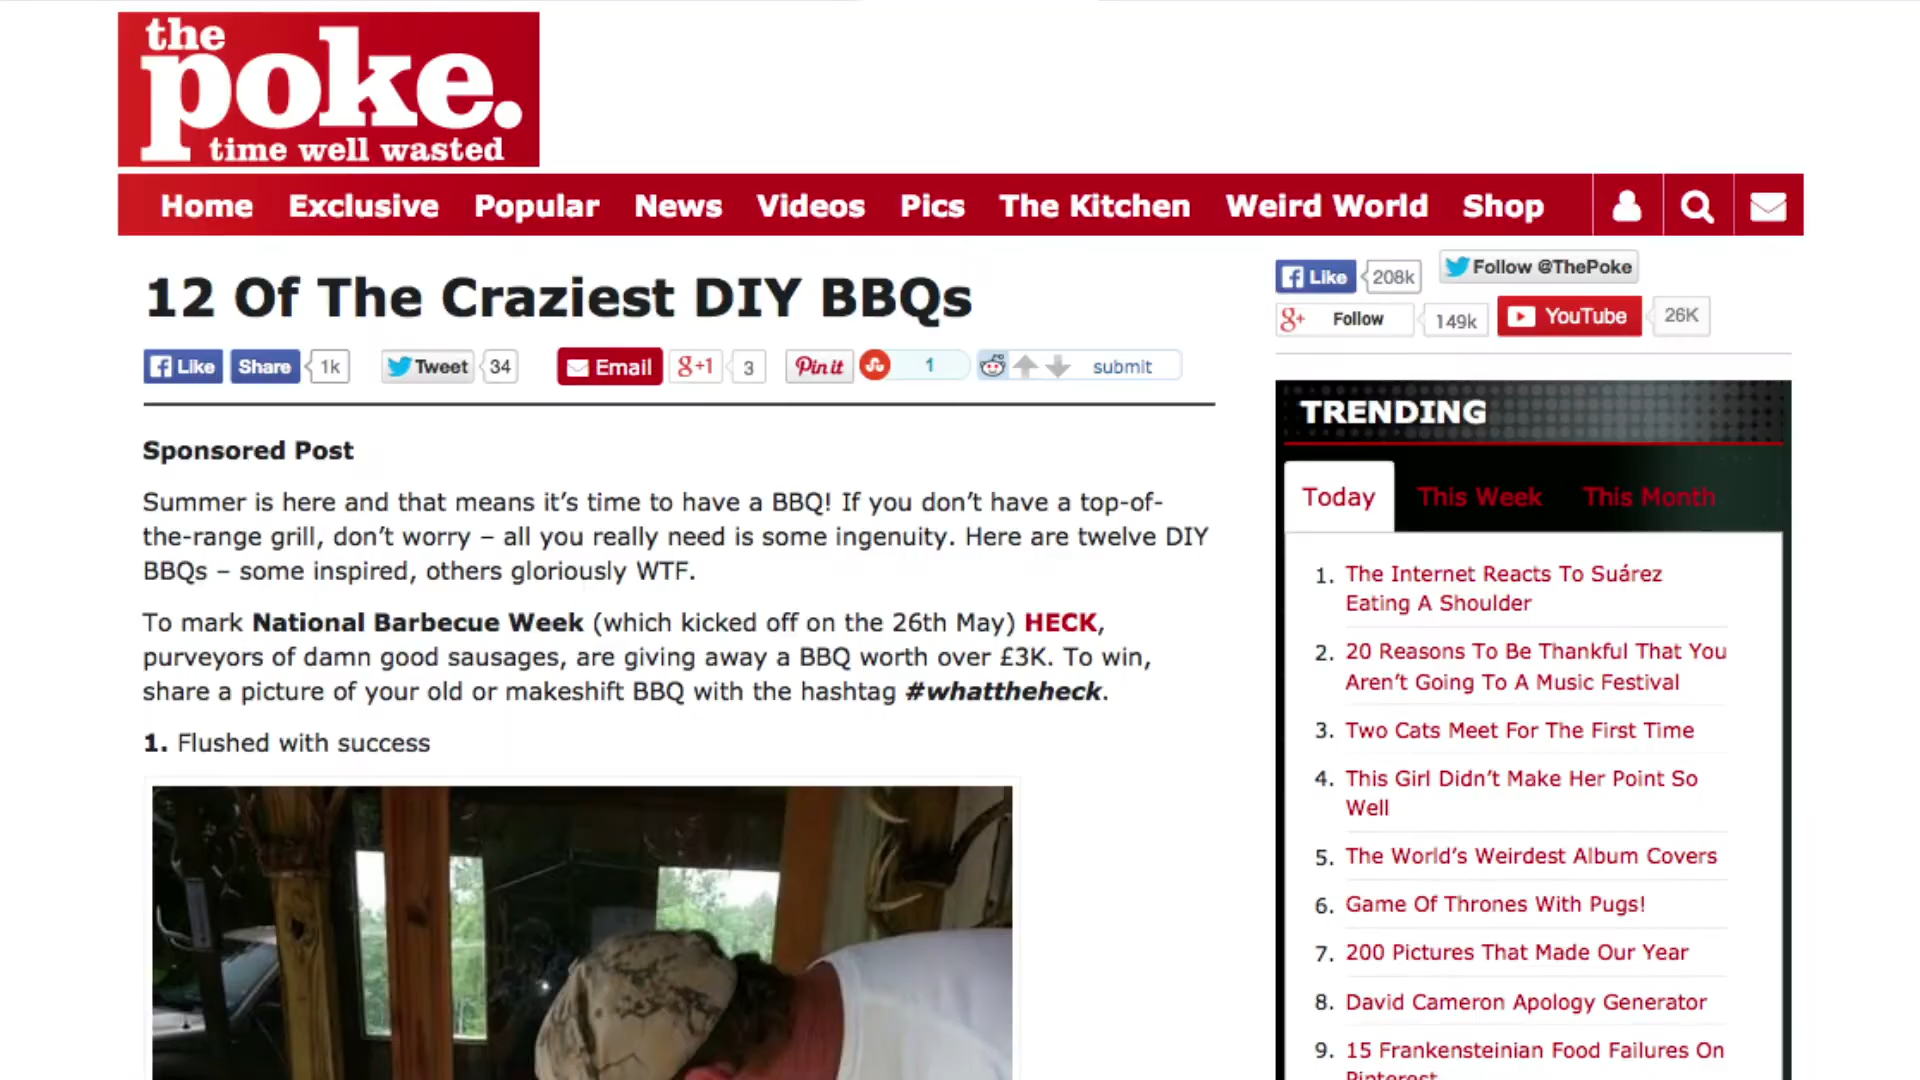 the
poke.
time well wasted
Home Exclusive Popular News Videos Pics The Kitchen Weird World Shop
12 Of The Craziest DIY BBQs
Like Share 1k Tweet 34 Email g+1 3 Pin it 1 submit
Sponsored Post
Summer is here and that means it’s time to have a BBQ! If you don’t have a top-of-
the-range grill, don’t worry – all you really need is some ingenuity. Here are twelve DIY
BBQs – some inspired, others gloriously WTF.
To mark National Barbecue Week (which kicked off on the 26th May) HECK,
purveyors of damn good sausages, are giving away a BBQ worth over £3K. To win,
share a picture of your old or makeshift BBQ with the hashtag #whattheheck.
1. Flushed with success
Like 208k Follow @ThePoke
g+ Follow 149k YouTube 26K
TRENDING
Today This Week This Month
1. The Internet Reacts To Suárez
Eating A Shoulder
2. 20 Reasons To Be Thankful That You
Aren’t Going To A Music Festival
3. Two Cats Meet For The First Time
4. This Girl Didn’t Make Her Point So
Well
5. The World’s Weirdest Album Covers
6. Game Of Thrones With Pugs!
7. 200 Pictures That Made Our Year
8. David Cameron Apology Generator
9. 15 Frankensteinian Food Failures On
Pinterest